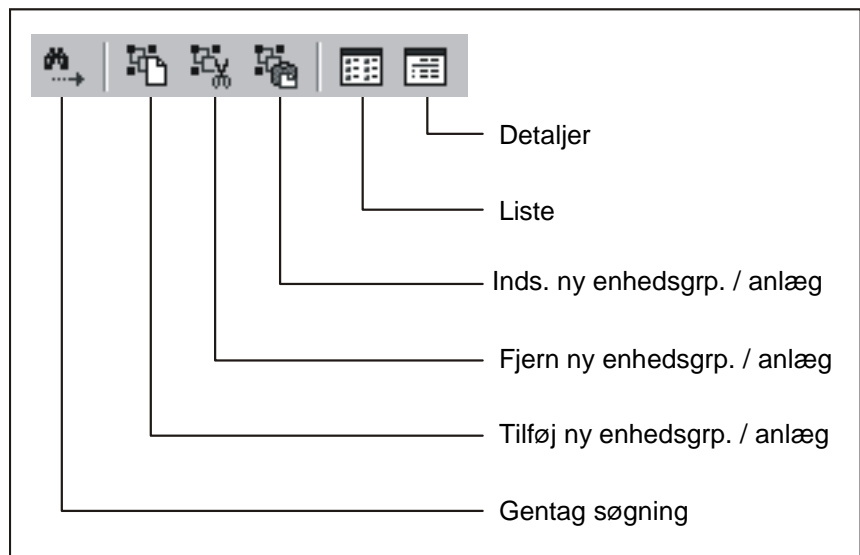 Detaljer
Liste
Inds. ny enhedsgrp. / anlæg
Fjern ny enhedsgrp. / anlæg
Tilføj ny enhedsgrp. / anlæg
Gentag søgning